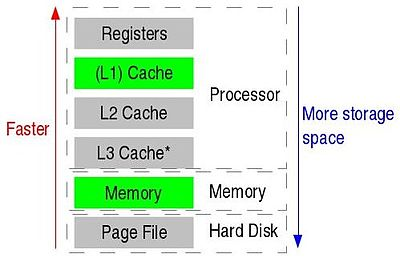 Registers
(L1) Cache
L2 Cache
L3 Cache*
Processor
Faster
More storage
space
Memory
Memory
Page File
Hard Disk